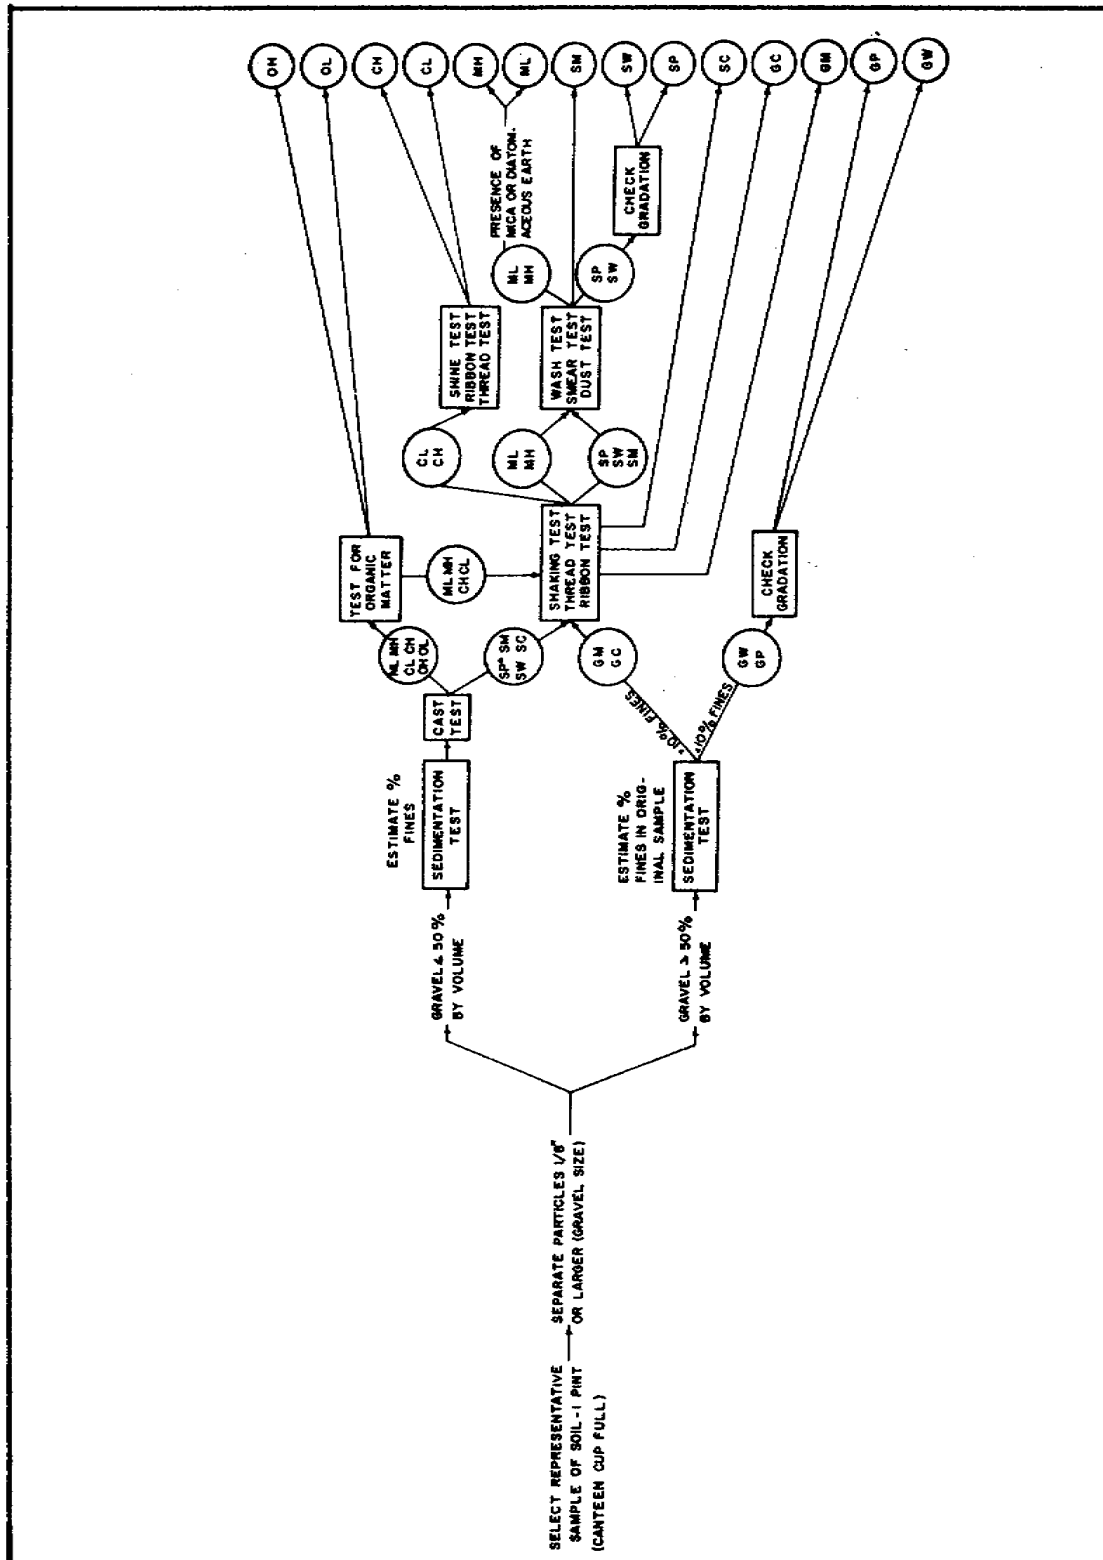 SELECT REPRESENTATIVE
SAMPLE OF SOIL-1 PINT
(CANTEEN CUP FULL)
SEPARATE PARTICLES 1/8"
OR LARGER (GRAVEL SIZE)
GRAVEL < 50%
BY VOLUME
ESTIMATE %
FINES
SEDIMENTATION
TEST
CAST
TEST
ML MH
CL CH
OH OL
SP* SM
SW SC
TEST FOR
ORGANIC
MATTER
ML MH
CH CL
GRAVEL ≥ 50%
BY VOLUME
ESTIMATE %
FINES IN ORIG-
INAL SAMPLE
SEDIMENTATION
TEST
10% FINES
10% FINES
GM
GC
GW
GP
CHECK
GRADATION
SHAKING TEST
THREAD TEST
RIBBON TEST
CL
CH
ML
MH
SP
SW
SM
SHINE TEST
RIBBON TEST
THREAD TEST
WASH TEST
SMEAR TEST
DUST TEST
ML
MH
SP
SW
PRESENCE OF
MICA OR DIATOM-
ACEOUS EARTH
CHECK
GRADATION
OH
OL
CH
CL
MH
ML
SM
SW
SP
SC
GC
GM
GP
GW